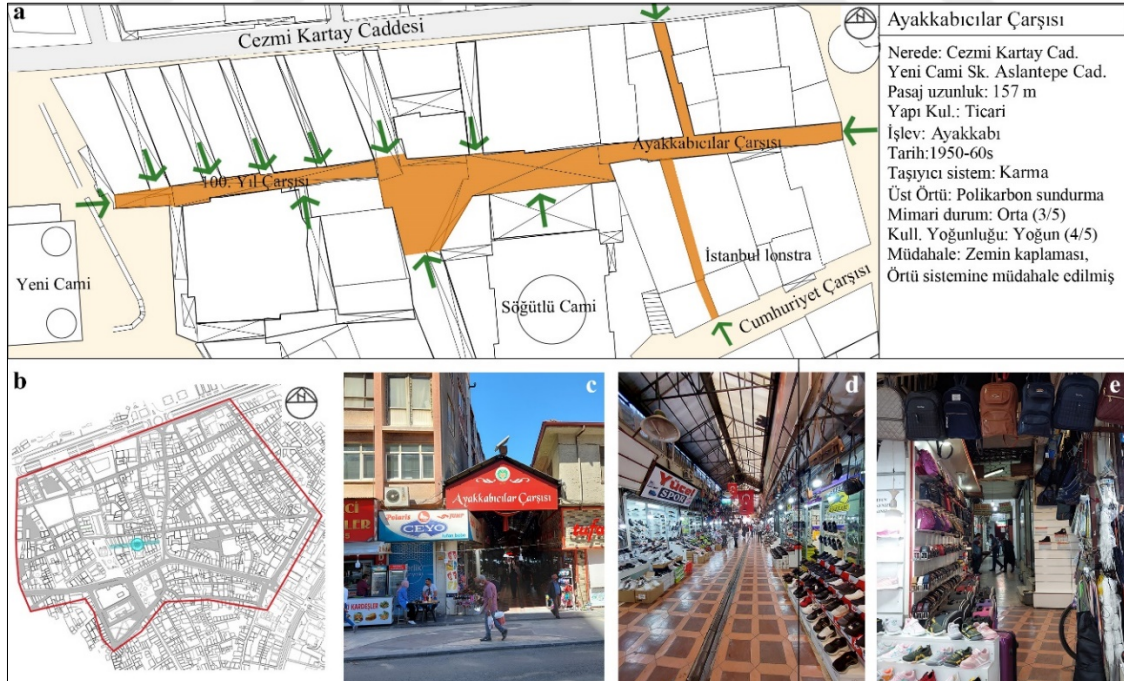 a
Cezmi Kartay Caddesi
Ayakkabıcılar Çarşısı
100. Yıl Çarşısı
İstanbul lonstra
Yeni Cami
Söğütlü Cami
Cumhuriyet Çarşısı
Ayakkabıcılar Çarşısı
Nerede: Cezmi Kartay Cad.
Yeni Cami Sk. Aslantepe Cad.
Pasaj uzunluk: 157 m
Yapı Kul.: Ticari
İşlev: Ayakkabı
Tarih:1950-60s
Taşıyıcı sistem: Karma
Üst Örtü: Polikarbon sundurma
Mimari durum: Orta (3/5)
Kull. Yoğunluğu: Yoğun (4/5)
Müdahale: Zemin kaplaması,
Örtü sistemine müdahale edilmiş
b
c
Ayakkabıcılar Çarşısı
CEYO
KARDEŞLER
d
Yücel
SPOR
e